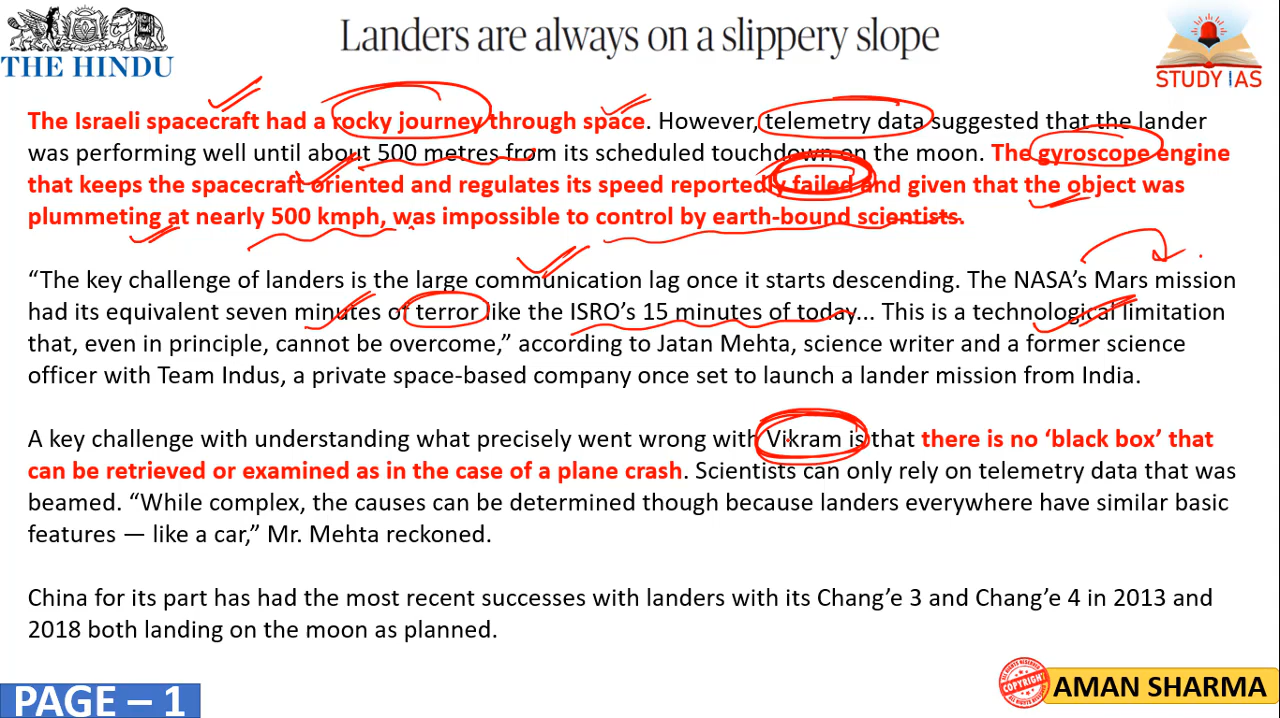 THE HINDU
Landers are always on a slippery slope
STUDY IAS
The Israeli spacecraft had a rocky journey through space. However, telemetry data suggested that the lander
was performing well until about 500 metres from its scheduled touchdown on the moon. The gyroscope engine
that keeps the spacecraft oriented and regulates its speed reportedly failed and given that the object was
plummeting at nearly 500 kmph, was impossible to control by earth-bound scientists.
“The key challenge of landers is the large communication lag once it starts descending. The NASA’s Mars mission
had its equivalent seven minutes of terror like the ISRO’s 15 minutes of today... This is a technological limitation
that, even in principle, cannot be overcome,” according to Jatan Mehta, science writer and a former science
officer with Team Indus, a private space-based company once set to launch a lander mission from India.
A key challenge with understanding what precisely went wrong with Vikram is that there is no ‘black box’ that
can be retrieved or examined as in the case of a plane crash. Scientists can only rely on telemetry data that was
beamed. “While complex, the causes can be determined though because landers everywhere have similar basic
features — like a car,” Mr. Mehta reckoned.
China for its part has had the most recent successes with landers with its Chang’e 3 and Chang’e 4 in 2013 and
2018 both landing on the moon as planned.
PAGE – 1
COPYRIGHT
AMAN SHARMA